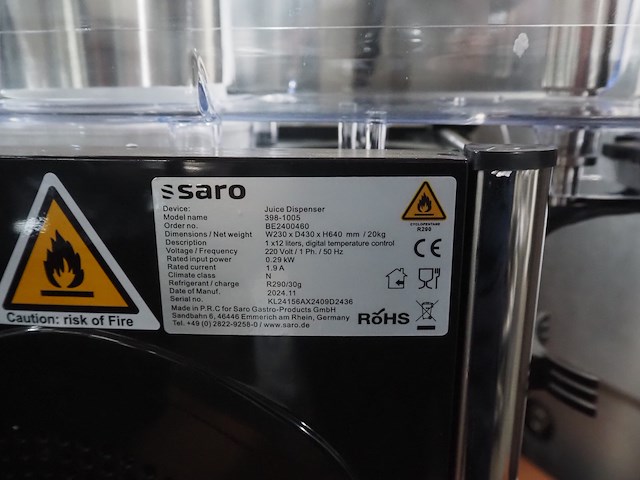 ssaro
Device: Juice Dispenser
Model name 398-1005
Order no. BE2400460
Dimensions / Net weight W230 x D430 x H640 mm / 20kg
Description 1 x12 liters, digital temperature control
Voltage / Frequency 220 Volt / 1 Ph. / 50 Hz
Rated input power 0.29 kW
Rated current 1.9 A
Climate class N
Refrigerant / charge R290/30g
Date of Manuf. 2024.11
Serial no. KL24156AX2409D2436
Made in P.R.C for Saro Gastro-Products GmbH
Sandbahn 6, 46446 Emmerich am Rhein, Germany
Tel. +49 (0) 2822-9258-0 / www.saro.de
CYCLOPENTANE
R290
CE
RoHS
Caution: risk of Fire